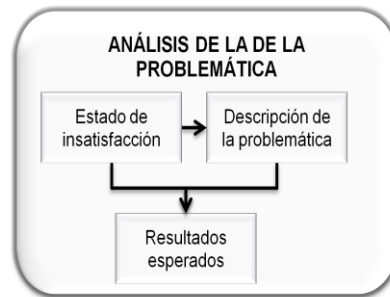 ANÁLISIS DE LA DE LA
PROBLEMÁTICA
Estado de
insatisfacción
Descripción de
la problemática
Resultados
esperados